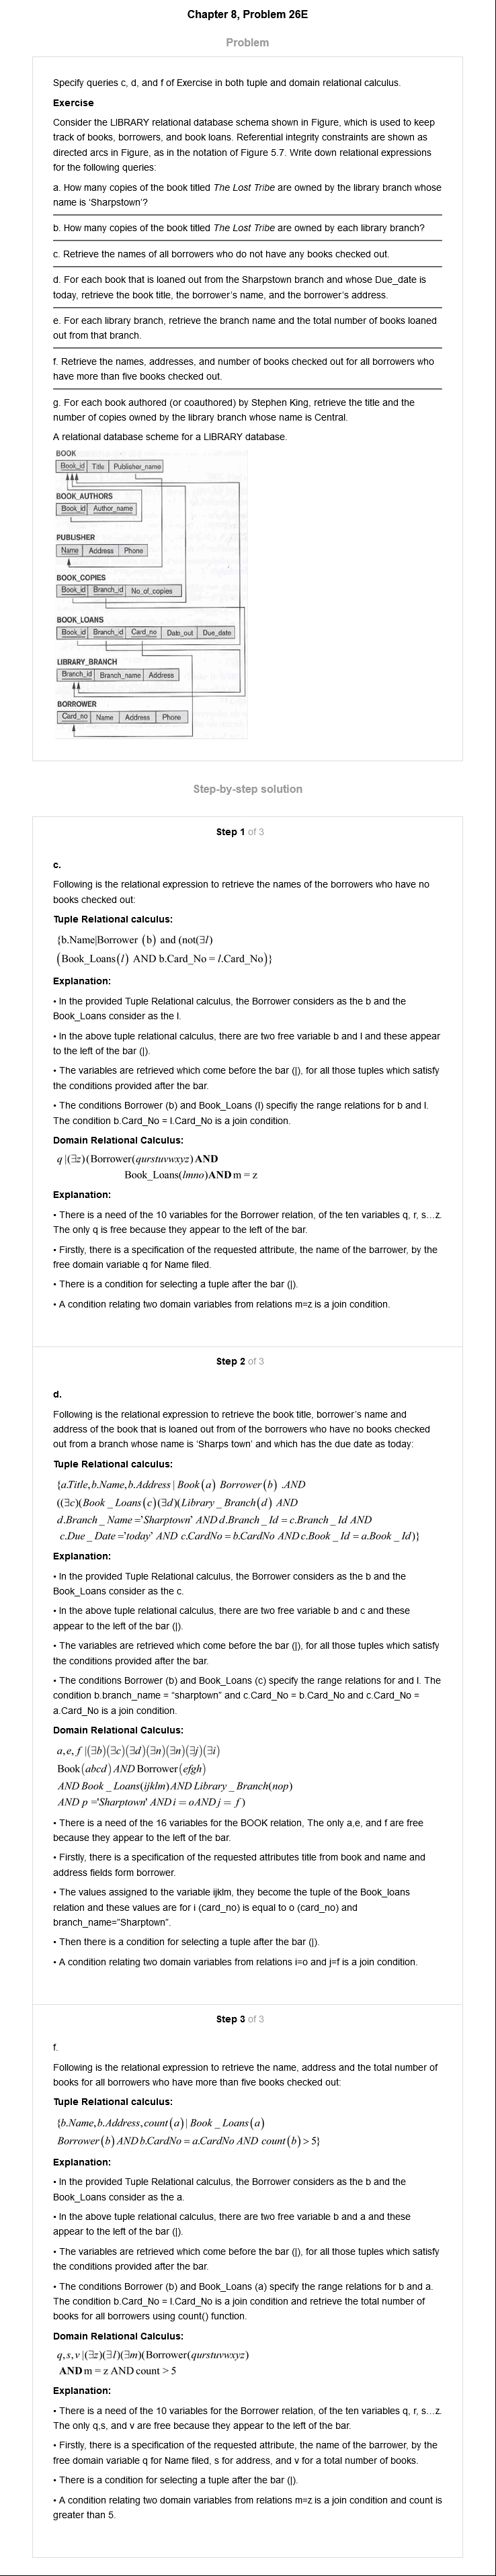 Chapter 8, Problem 26E
Problem
Specify queries c, d, and f of Exercise in both tuple and domain relational calculus.
Exercise
Consider the LIBRARY relational database schema shown in Figure, which is used to keep
track of books, borrowers, and book loans. Referential integrity constraints are shown as
directed arcs in Figure, as in the notation of Figure 5.7. Write down relational expressions
for the following queries:
a. How many copies of the book titled The Lost Tribe are owned by the library branch whose
name is ‘Sharpstown’?
b. How many copies of the book titled The Lost Tribe are owned by each library branch?
c. Retrieve the names of all borrowers who do not have any books checked out.
d. For each book that is loaned out from the Sharpstown branch and whose Due_date is
today, retrieve the book title, the borrower’s name, and the borrower’s address.
e. For each library branch, retrieve the branch name and the total number of books loaned
out from that branch.
f. Retrieve the names, addresses, and number of books checked out for all borrowers who
have more than five books checked out.
g. For each book authored (or coauthored) by Stephen King, retrieve the title and the
number of copies owned by the library branch whose name is Central.
A relational database scheme for a LIBRARY database.
BOOK
Book_id Title Publisher_name
BOOK_AUTHORS
Book_id Author_name
PUBLISHER
Name Address Phone
BOOK_COPIES
Book_id Branch_id No_of_copies
BOOK_LOANS
Book_id Branch_id Card_no Date_out Due_date
LIBRARY_BRANCH
Branch_id Branch_name Address
BORROWER
Card_no Name Address Phone
Step-by-step solution
Step 1 of 3
c.
Following is the relational expression to retrieve the names of the borrowers who have no
books checked out:
Tuple Relational calculus:
{b.Name|Borrower (b) and (not(∃l)
(Book_Loans(l) AND b.Card_No = l.Card_No)}
Explanation:
• In the provided Tuple Relational calculus, the Borrower considers as the b and the
Book_Loans consider as the l.
• In the above tuple relational calculus, there are two free variable b and l and these appear
to the left of the bar (|).
• The variables are retrieved which come before the bar (|), for all those tuples which satisfy
the conditions provided after the bar.
• The conditions Borrower (b) and Book_Loans (l) specifiy the range relations for b and l.
The condition b.Card_No = l.Card_No is a join condition.
Domain Relational Calculus:
q |(∃z)(Borrower(qurstuvwxyz) AND
Book_Loans(lmno)ANDm = z
Explanation:
• There is a need of the 10 variables for the Borrower relation, of the ten variables q, r, s…z.
The only q is free because they appear to the left of the bar.
• Firstly, there is a specification of the requested attribute, the name of the barrower, by the
free domain variable q for Name filed.
• There is a condition for selecting a tuple after the bar (|).
• A condition relating two domain variables from relations m=z is a join condition.
Step 2 of 3
d.
Following is the relational expression to retrieve the book title, borrower’s name and
address of the book that is loaned out from of the borrowers who have no books checked
out from a branch whose name is ‘Sharps town’ and which has the due date as today:
Tuple Relational calculus:
{a.Title,b.Name,b.Address | Book(a) Borrower(b) .AND
((∃c)(Book _ Loans(c)(∃d)(Library _ Branch(d) AND
d.Branch _ Name ='Sharptown' AND d.Branch _ Id = c.Branch _ Id AND
c.Due _ Date ='today' AND c.CardNo = b.CardNo AND c.Book _ Id = a.Book _ Id)}
Explanation:
• In the provided Tuple Relational calculus, the Borrower considers as the b and the
Book_Loans consider as the c.
• In the above tuple relational calculus, there are two free variable b and c and these
appear to the left of the bar (|).
• The variables are retrieved which come before the bar (|), for all those tuples which satisfy
the conditions provided after the bar.
• The conditions Borrower (b) and Book_Loans (c) specify the range relations for and l. The
condition b.branch_name = “sharptown” and c.Card_No = b.Card_No and c.Card_No =
a.Card_No is a join condition.
Domain Relational Calculus:
a,e, f |(∃b)(∃c)(∃d)(∃n)(∃n)(∃j)(∃i)
Book(abcd) AND Borrower(efgh)
AND Book _ Loans(ijklm)AND Library _ Branch(nop)
AND p ='Sharptown' AND i = oAND j = f )
• There is a need of the 16 variables for the BOOK relation, The only a,e, and f are free
because they appear to the left of the bar.
• Firstly, there is a specification of the requested attributes title from book and name and
address fields form borrower.
• The values assigned to the variable ijklm, they become the tuple of the Book_loans
relation and these values are for i (card_no) is equal to o (card_no) and
branch_name=”Sharptown”.
• Then there is a condition for selecting a tuple after the bar (|).
• A condition relating two domain variables from relations i=o and j=f is a join condition.
Step 3 of 3
f.
Following is the relational expression to retrieve the name, address and the total number of
books for all borrowers who have more than five books checked out:
Tuple Relational calculus:
{b.Name,b.Address,count(a)| Book _ Loans(a)
Borrower(b) AND b.CardNo = a.CardNo AND count(b) > 5}
Explanation:
• In the provided Tuple Relational calculus, the Borrower considers as the b and the
Book_Loans consider as the a.
• In the above tuple relational calculus, there are two free variable b and a and these
appear to the left of the bar (|).
• The variables are retrieved which come before the bar (|), for all those tuples which satisfy
the conditions provided after the bar.
• The conditions Borrower (b) and Book_Loans (a) specify the range relations for b and a.
The condition b.Card_No = l.Card_No is a join condition and retrieve the total number of
books for all borrowers using count() function.
Domain Relational Calculus:
q,s,v |(∃z)(∃l)(∃m)(Borrower(qurstuvwxyz)
ANDm = z AND count > 5
Explanation:
• There is a need of the 10 variables for the Borrower relation, of the ten variables q, r, s…z.
The only q,s, and v are free because they appear to the left of the bar.
• Firstly, there is a specification of the requested attribute, the name of the barrower, by the
free domain variable q for Name filed, s for address, and v for a total number of books.
• There is a condition for selecting a tuple after the bar (|).
• A condition relating two domain variables from relations m=z is a join condition and count is
greater than 5.